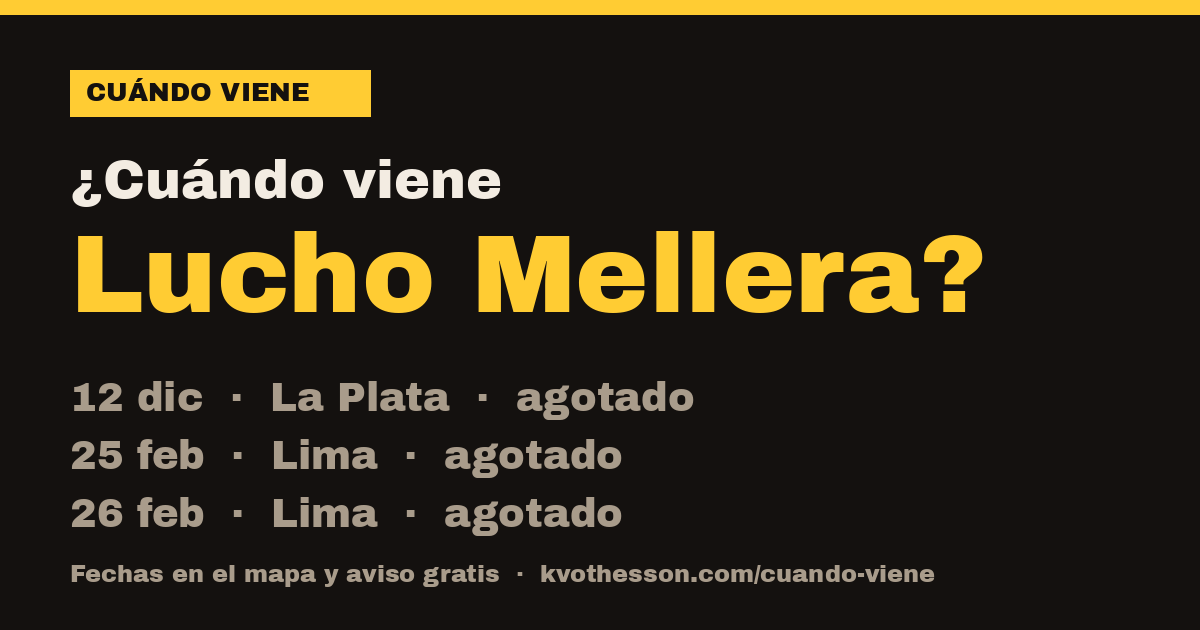 CUÁNDO VIENE
¿Cuándo viene
Lucho Mellera?
12 dic · La Plata · agotado
25 feb · Lima · agotado
26 feb · Lima · agotado
Fechas en el mapa y aviso gratis · kvothesson.com/cuando-viene